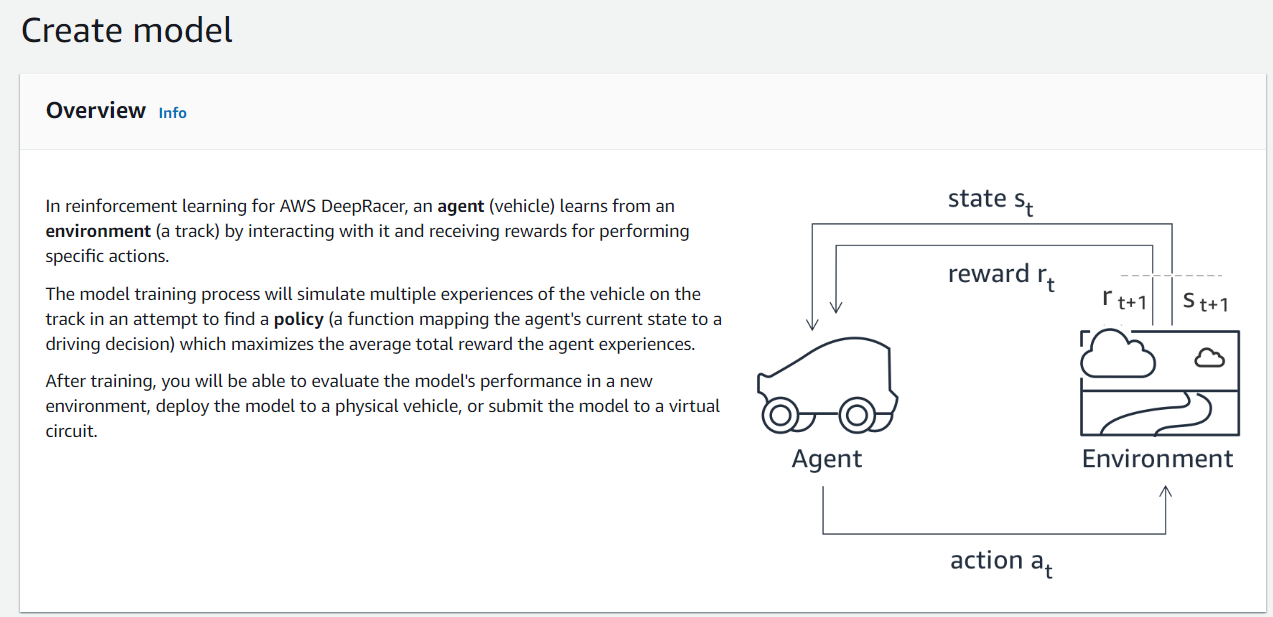 Create model
Overview Info
In reinforcement learning for AWS DeepRacer, an agent (vehicle) learns from an
environment (a track) by interacting with it and receiving rewards for performing
specific actions.
The model training process will simulate multiple experiences of the vehicle on the
track in an attempt to find a policy (a function mapping the agent's current state to a
driving decision) which maximizes the average total reward the agent experiences.
After training, you will be able to evaluate the model's performance in a new
environment, deploy the model to a physical vehicle, or submit the model to a virtual
circuit.
state st
reward rt
r t+1 s t+1
Agent
Environment
action at